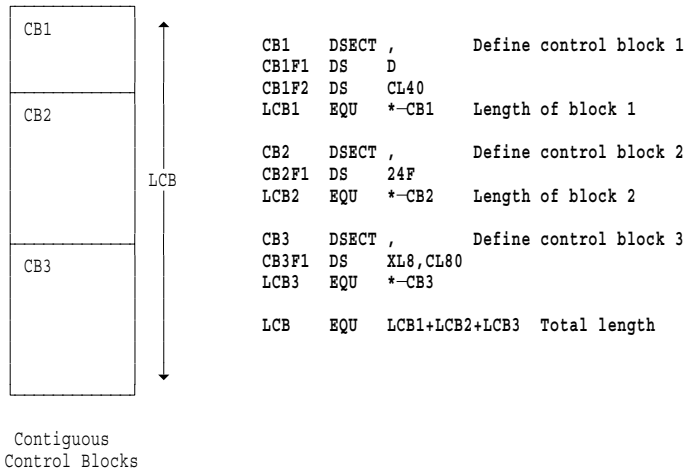 CB1
CB2
CB3
LCB
Contiguous
Control Blocks
CB1 DSECT , Define control block 1
CB1F1 DS D
CB1F2 DS CL40
LCB1 EQU *—CB1 Length of block 1
CB2 DSECT , Define control block 2
CB2F1 DS 24F
LCB2 EQU *—CB2 Length of block 2
CB3 DSECT , Define control block 3
CB3F1 DS XL8,CL80
LCB3 EQU *—CB3
LCB EQU LCB1+LCB2+LCB3 Total length